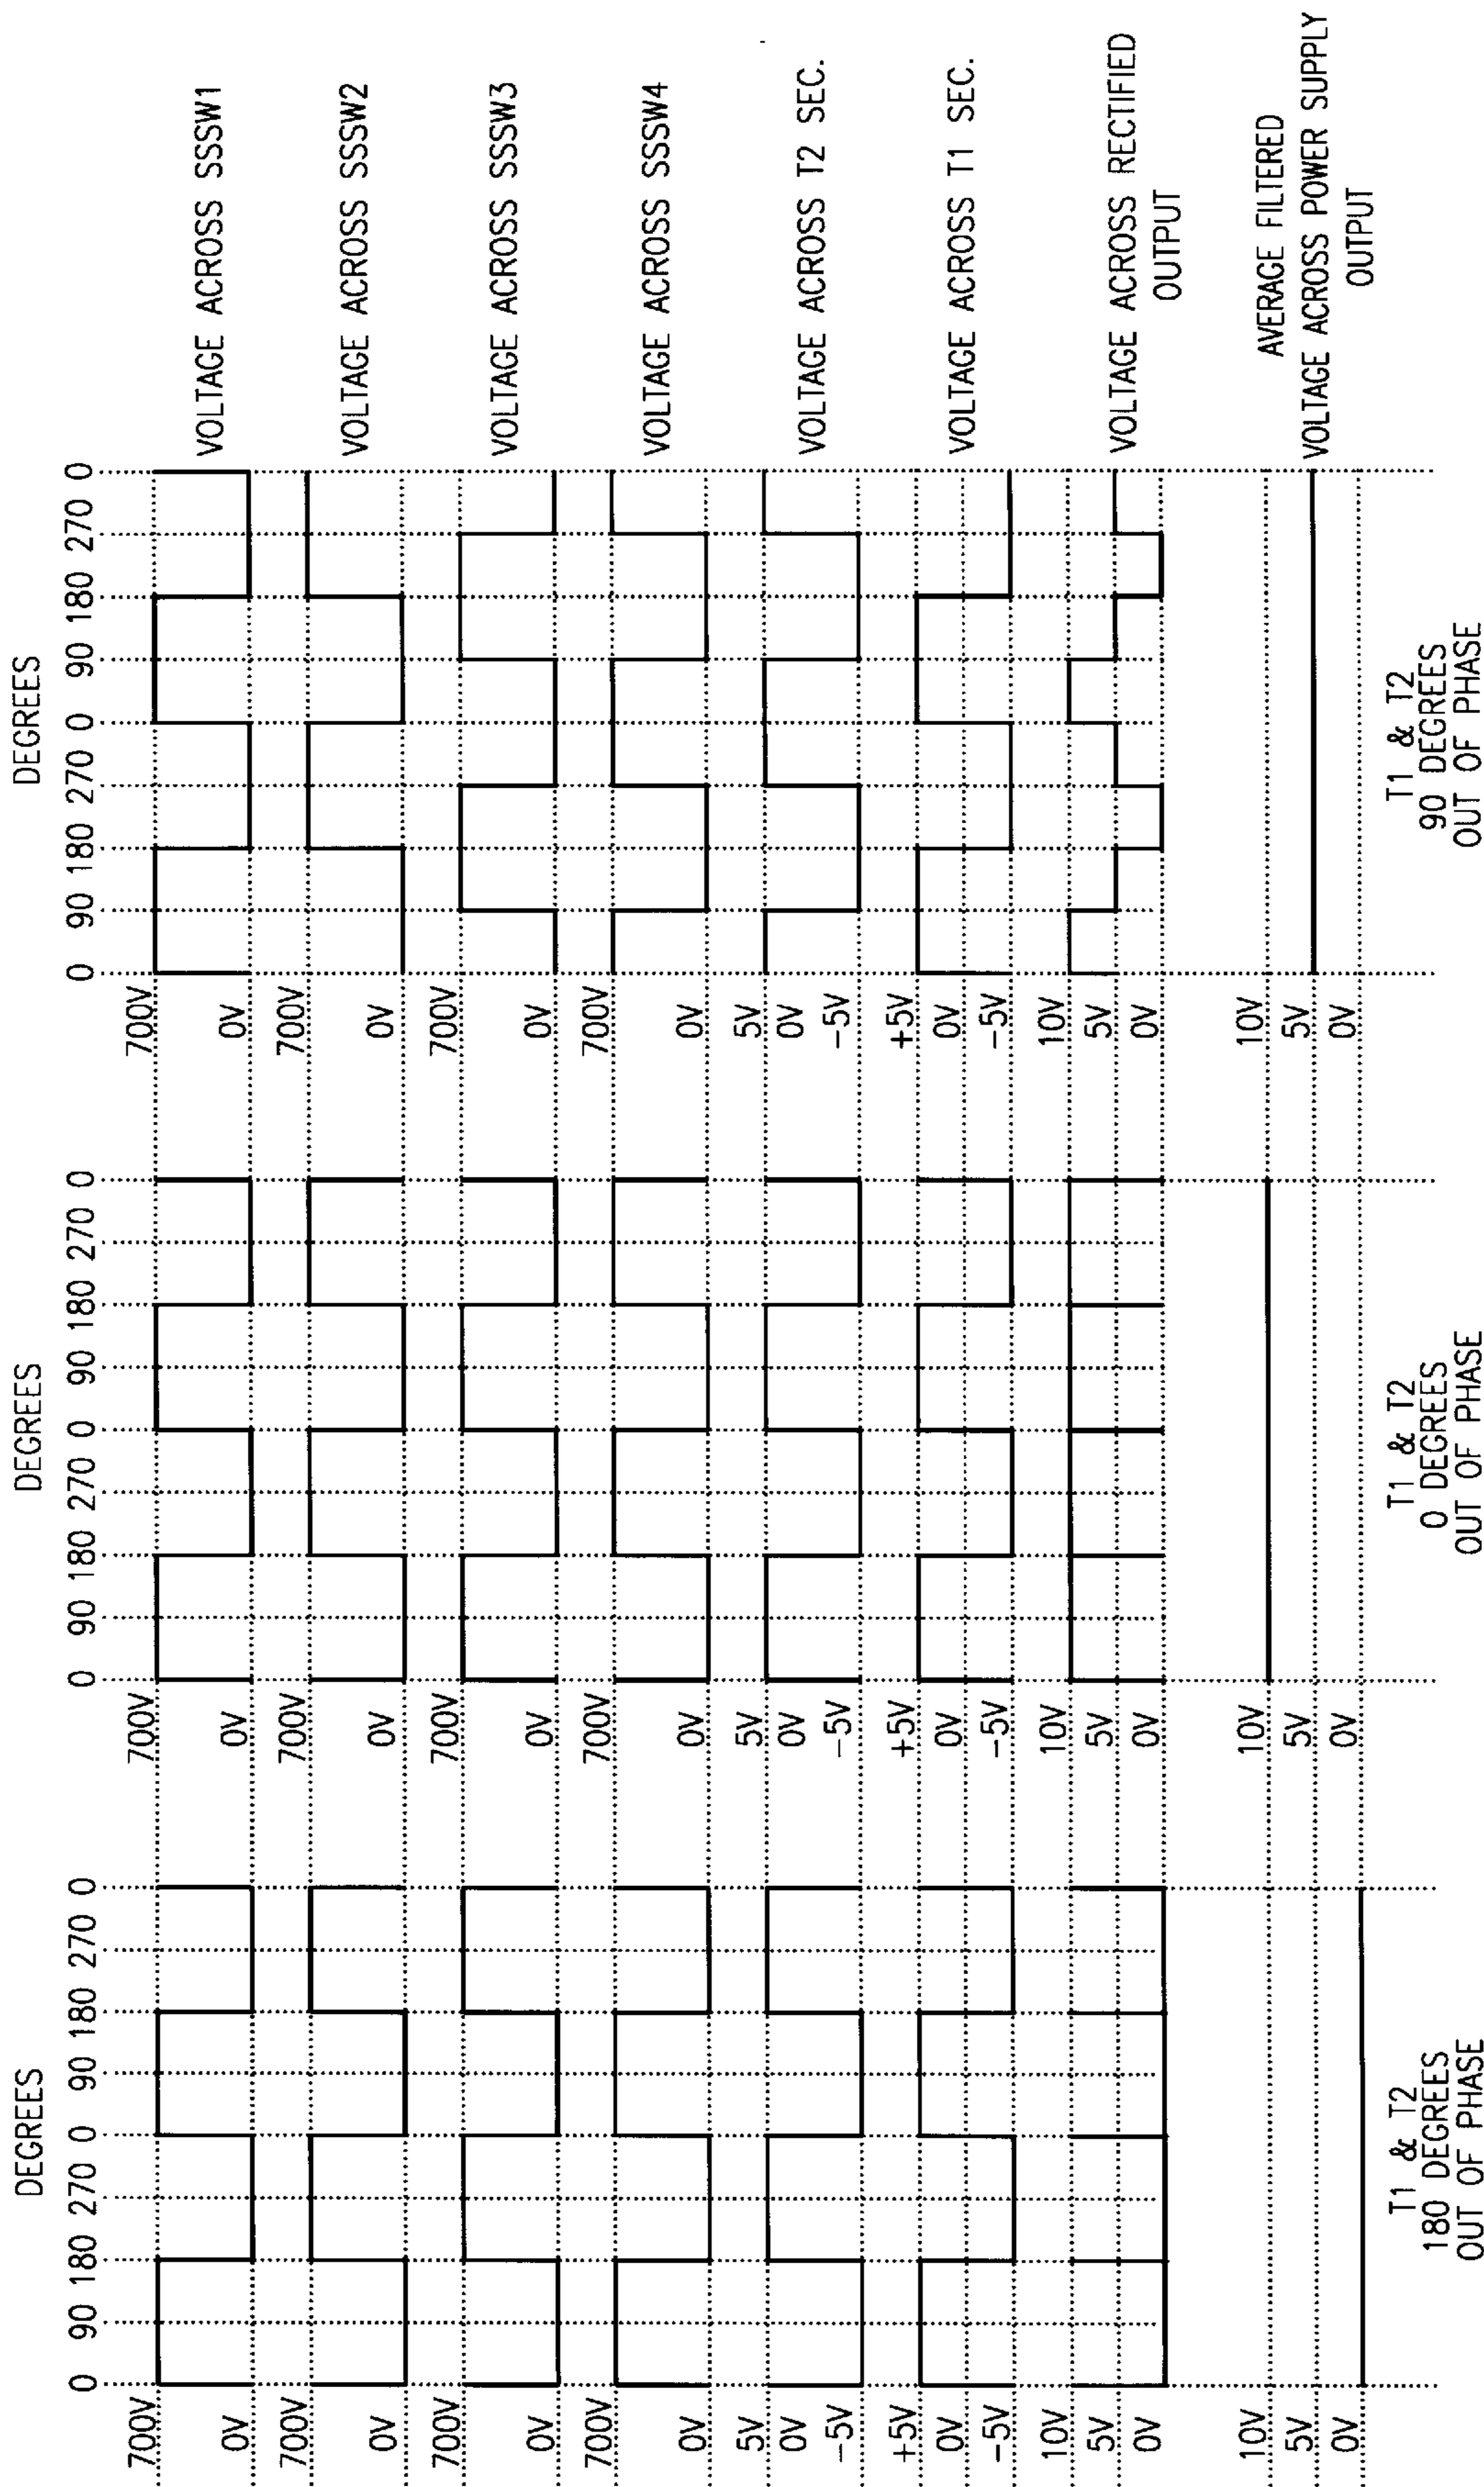 DEGREES
0 90 180 270 0 90 180 270 0
700V
0V
700V
0V
700V
0V
700V
0V
5V
0V
-5V
+5V
0V
-5V
10V
5V
0V
10V
5V
0V
T1 & T2
180 DEGREES
OUT OF PHASE
DEGREES
0 90 180 270 0 90 180 270 0
700V
0V
700V
0V
700V
0V
700V
0V
5V
0V
-5V
+5V
0V
-5V
10V
5V
0V
10V
5V
0V
T1 & T2
0 DEGREES
OUT OF PHASE
DEGREES
0 90 180 270 0 90 180 270 0
700V
0V
700V
0V
700V
0V
700V
0V
5V
0V
-5V
+5V
0V
-5V
10V
5V
0V
10V
5V
0V
T1 & T2
90 DEGREES
OUT OF PHASE
VOLTAGE ACROSS SSSW1
VOLTAGE ACROSS SSSW2
VOLTAGE ACROSS SSSW3
VOLTAGE ACROSS SSSW4
VOLTAGE ACROSS T2 SEC.
VOLTAGE ACROSS T1 SEC.
VOLTAGE ACROSS RECTIFIED
OUTPUT
AVERAGE FILTERED
VOLTAGE ACROSS POWER SUPPLY
OUTPUT